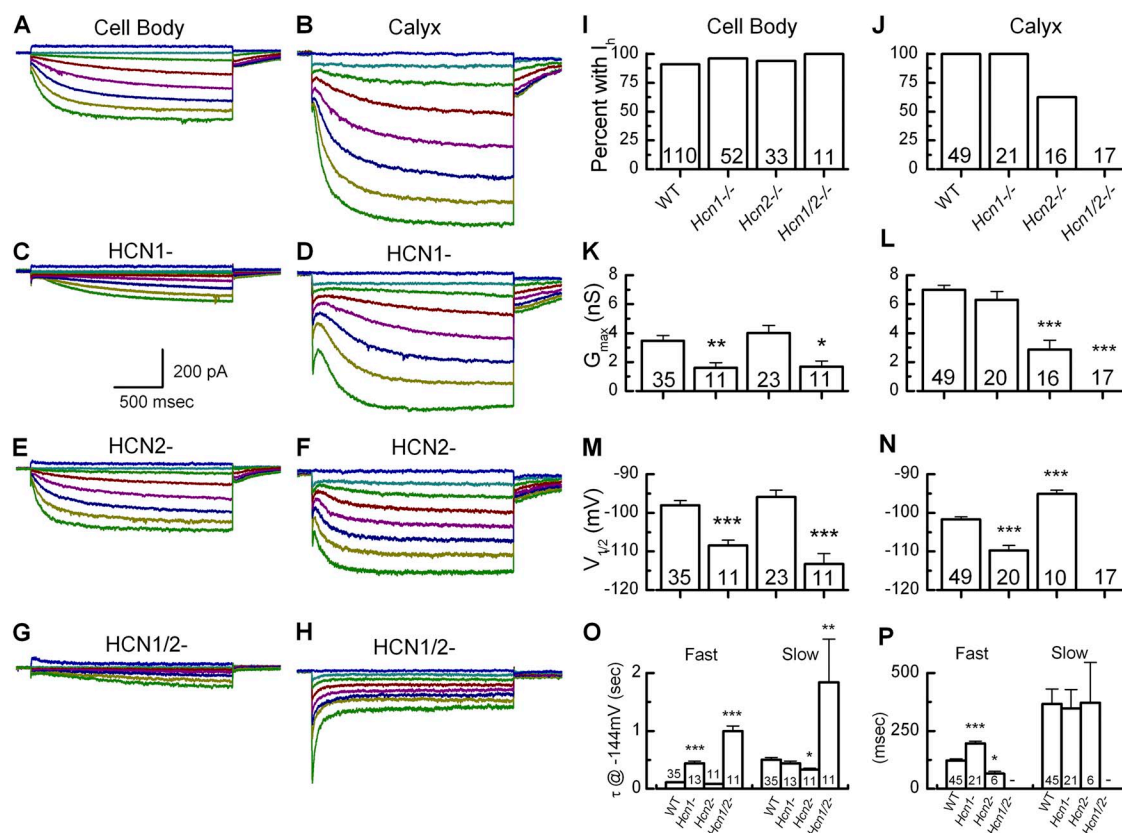 A Cell Body
B Calyx
C HCN1-
200 pA
500 msec
D HCN1-
E HCN2-
F HCN2-
G HCN1/2-
H HCN1/2-
I Cell Body
Percent with Ih
100
75
50
25
0
110 52 33 11
WT Hcn1-/- Hcn2-/- Hcn1/2-/-
J Calyx
100
75
50
25
0
49 21 16 17
WT Hcn1-/- Hcn2-/- Hcn1/2-/-
K
Gmax (nS)
8
6
4
2
0
** *
35 11 23 11
L
8
6
4
2
0
*** ***
49 20 16 17
M
V1/2 (mV)
-90
-100
-110
-120
*** ***
35 11 23 11
N
-90
-100
-110
-120
*** ***
49 20 10 17
O
Fast Slow
τ @ -144mV (sec)
2
1
0
*** *** * **
35 13 11 11 35 13 11 11
WT Hcn1- Hcn2- Hcn1/2- WT Hcn1- Hcn2- Hcn1/2-
P
Fast Slow
(msec)
500
250
0
*** *
45 21 6 - 45 21 6 -
WT Hcn1- Hcn2- Hcn1/2- WT Hcn1- Hcn2- Hcn1/2-